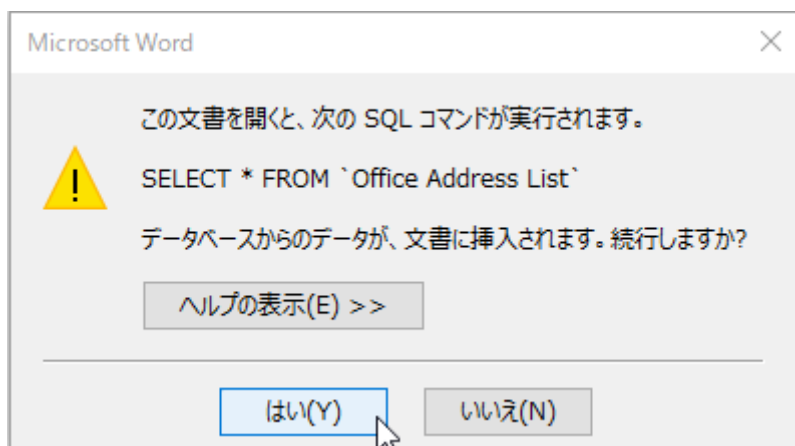 Microsoft Word
この文書を開くと、次の SQL コマンドが実行されます。
SELECT * FROM `Office Address List`
データベースからのデータが、文書に挿入されます。続行しますか?
ヘルプの表示(E) >>
はい(Y)
いいえ(N)